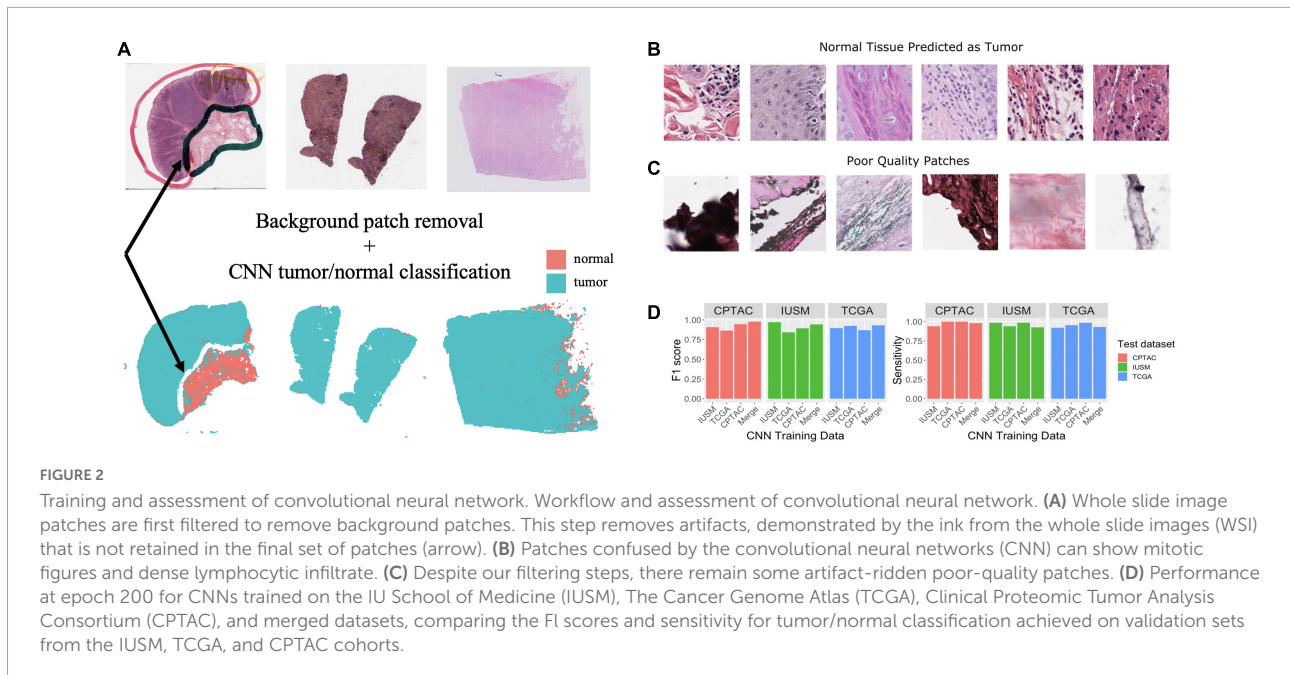 A
B
Normal Tissue Predicted as Tumor
Poor Quality Patches
C
Background patch removal
+
CNN tumor/normal classification
normal
tumor
D
CPTAC IUSM TCGA
1.00
0.75
0.50
0.25
0.00
F1 score
IUSM TCGA CPTAC Merge IUSM TCGA CPTAC Merge IUSM TCGA CPTAC Merge
CNN Training Data
CPTAC IUSM TCGA
1.00
0.75
0.50
0.25
0.00
Sensitivity
IUSM TCGA CPTAC Merge IUSM TCGA CPTAC Merge IUSM TCGA CPTAC Merge
CNN Training Data
Test dataset
CPTAC
IUSM
TCGA
FIGURE 2
Training and assessment of convolutional neural network. Workflow and assessment of convolutional neural network. (A) Whole slide image
patches are first filtered to remove background patches. This step removes artifacts, demonstrated by the ink from the whole slide images (WSI)
that is not retained in the final set of patches (arrow). (B) Patches confused by the convolutional neural networks (CNN) can show mitotic
figures and dense lymphocytic infiltrate. (C) Despite our filtering steps, there remain some artifact-ridden poor-quality patches. (D) Performance
at epoch 200 for CNNs trained on the IU School of Medicine (IUSM), The Cancer Genome Atlas (TCGA), Clinical Proteomic Tumor Analysis
Consortium (CPTAC), and merged datasets, comparing the Fl scores and sensitivity for tumor/normal classification achieved on validation sets
from the IUSM, TCGA, and CPTAC cohorts.